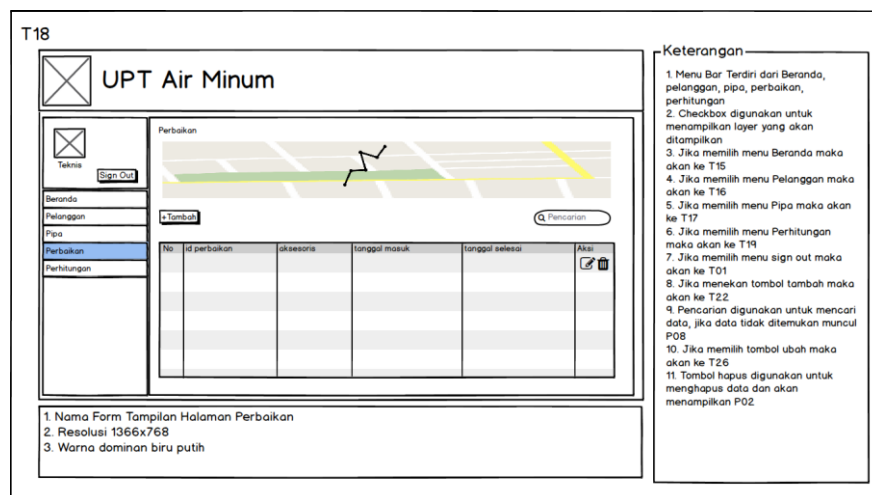 T18
UPT Air Minum
Teknis
Sign Out
Beranda
Pelanggan
Pipa
Perbaikan
Perhitungan
Perbaikan
+Tambah
Pencarian
No id perbaikan aksesoris tanggal masuk tanggal selesai Aksi
1. Nama Form Tampilan Halaman Perbaikan
2. Resolusi 1366x768
3. Warna dominan biru putih
Keterangan
1. Menu Bar Terdiri dari Beranda,
pelanggan, pipa, perbaikan,
perhitungan
2. Checkbox digunakan untuk
menampilkan layer yang akan
ditampilkan
3. Jika memilih menu Beranda maka
akan ke T15
4. Jika memilih menu Pelanggan maka
akan ke T16
5. Jika memilih menu Pipa maka akan
ke T17
6. Jika memilih menu Perhitungan
maka akan ke T19
7. Jika memilih menu sign out maka
akan ke T01
8. Jika menekan tombol tambah maka
akan ke T22
9. Pencarian digunakan untuk mencari
data, jika data tidak ditemukan muncul
P08
10. Jika memilih tombol ubah maka
akan ke T26
11. Tombol hapus digunakan untuk
menghapus data dan akan
menampilkan P02